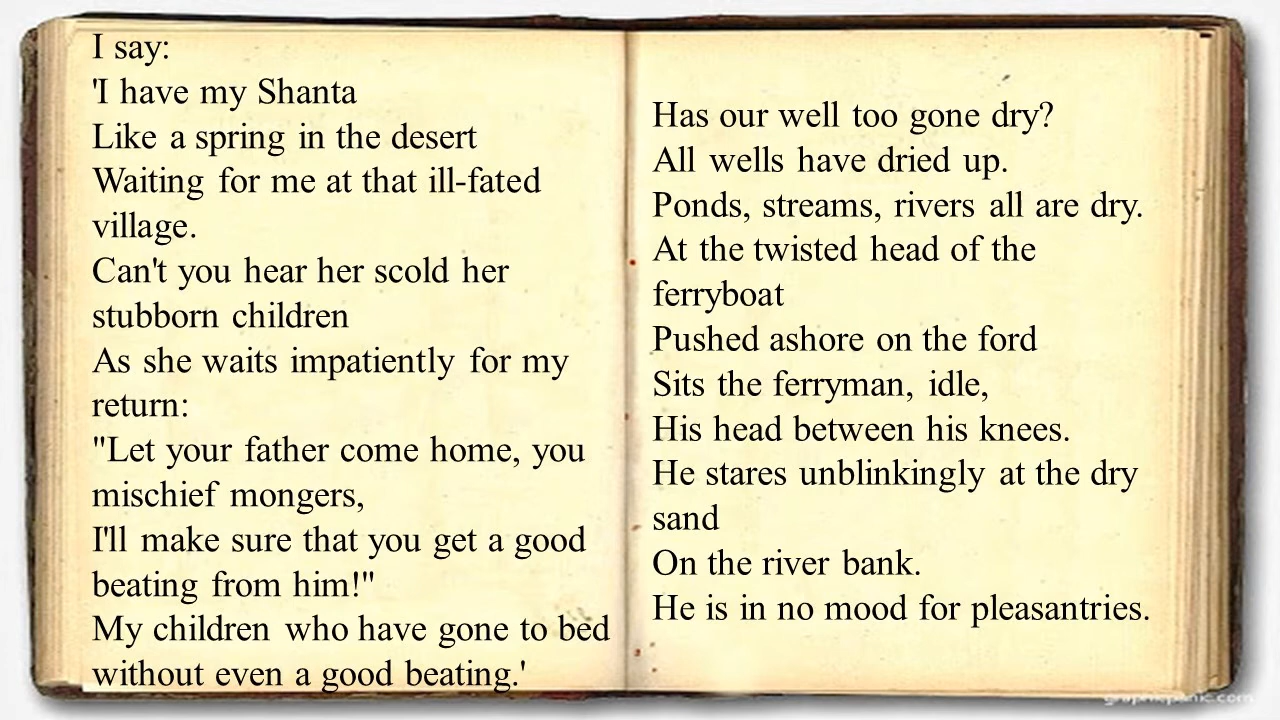 I say:
'I have my Shanta
Like a spring in the desert
Waiting for me at that ill-fated
village.
Can't you hear her scold her
stubborn children
As she waits impatiently for my
return:
"Let your father come home, you
mischief mongers,
I'll make sure that you get a good
beating from him!"
My children who have gone to bed
without even a good beating.'
Has our well too gone dry?
All wells have dried up.
Ponds, streams, rivers all are dry.
At the twisted head of the
ferryboat
Pushed ashore on the ford
Sits the ferryman, idle,
His head between his knees.
He stares unblinkingly at the dry
sand
On the river bank.
He is in no mood for pleasantries.